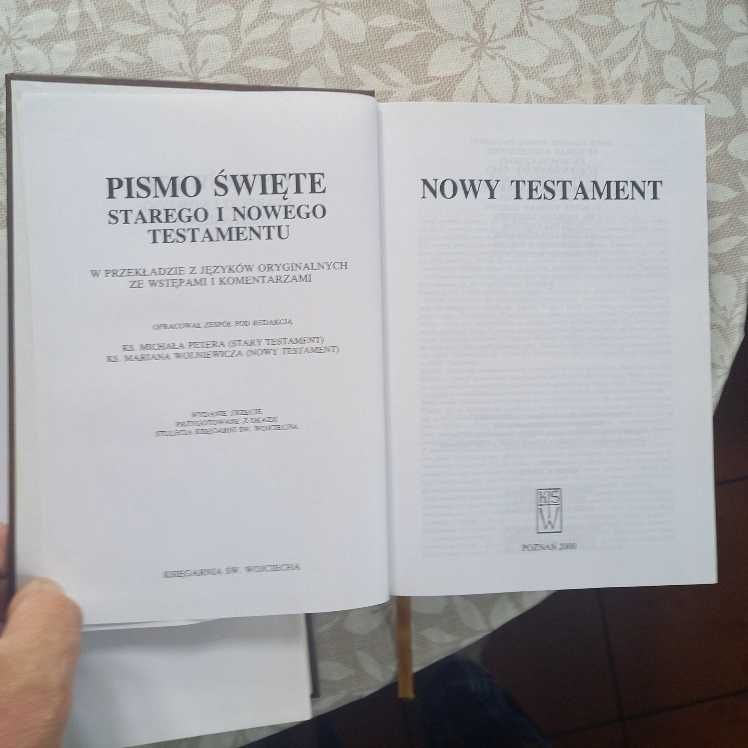 PISMO ŚWIĘTE
STAREGO I NOWEGO
TESTAMENTU
W PRZEKŁADZIE Z JĘZYKÓW ORYGINALNYCH
ZE WSTĘPAMI I KOMENTARZAMI
OPRACOWAŁ ZESPÓŁ POD REDAKCJĄ
KS. MICHAŁA PETERA (STARY TESTAMENT)
KS. MARIANA WOLNIEWICZA (NOWY TESTAMENT)
WYDANIE TRZECIE
PRZYGOTOWANE Z OKAZJI
STULECIA KSIĘGARNI ŚW. WOJCIECHA
KSIĘGARNIA ŚW. WOJCIECHA
NOWY TESTAMENT
KS
W
POZNAŃ 2000